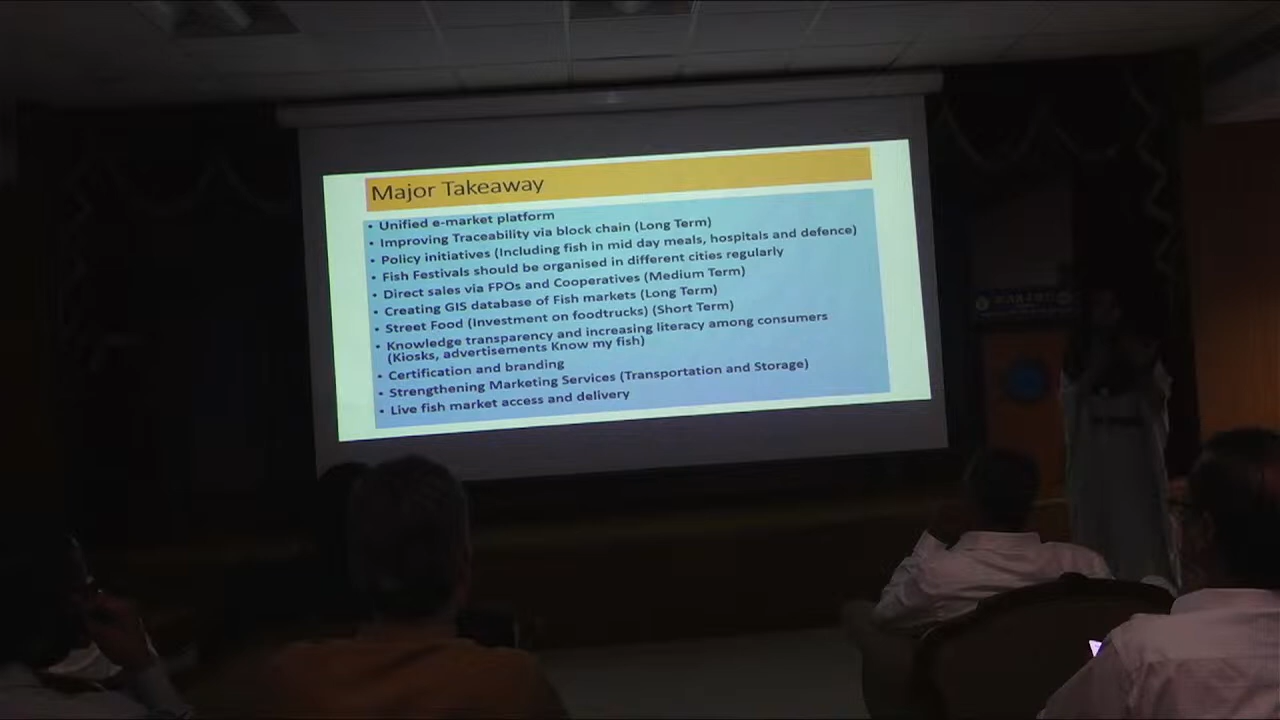 Major Takeaway
• Unified e-market platform
• Improving Traceability via block chain (Long Term)
• Policy initiatives (Including fish in mid day meals, hospitals and defence)
• Fish Festivals should be organised in different cities regularly
• Direct sales via FPOs and Cooperatives (Medium Term)
• Creating GIS database of Fish markets (Long Term)
• Street Food (Investment on foodtrucks) (Short Term)
• Knowledge transparency and increasing literacy among consumers
(Kiosks, advertisements Know my fish)
• Certification and branding
• Strengthening Marketing Services (Transportation and Storage)
• Live fish market access and delivery